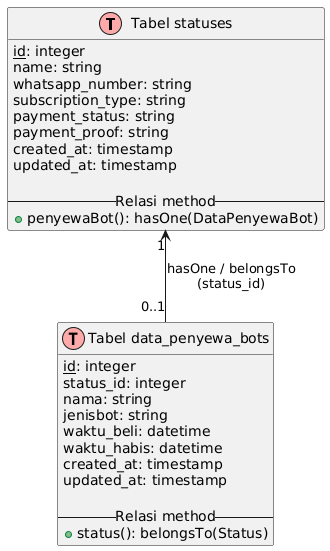 T Tabel statuses
id: integer
name: string
whatsapp_number: string
subscription_type: string
payment_status: string
payment_proof: string
created_at: timestamp
updated_at: timestamp
Relasi method
penyewaBot(): hasOne(DataPenyewaBot)
1
hasOne / belongsTo
(status_id)
0..1
T Tabel data_penyewa_bots
id: integer
status_id: integer
nama: string
jenisbot: string
waktu_beli: datetime
waktu_habis: datetime
created_at: timestamp
updated_at: timestamp
Relasi method
status(): belongsTo(Status)